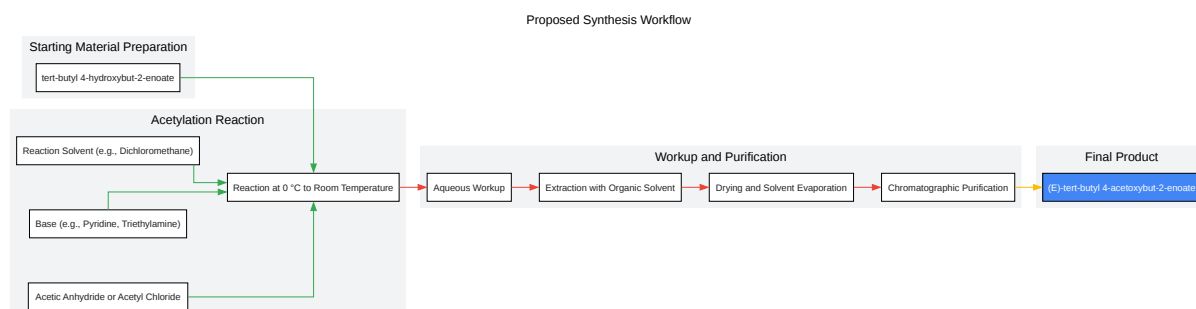 Proposed Synthesis Workflow
Starting Material Preparation
tert-butyl 4-hydroxybut-2-enoate
Acetylation Reaction
Reaction Solvent (e.g., Dichloromethane)
Reaction at 0 °C to Room Temperature
Base (e.g., Pyridine, Triethylamine)
Acetic Anhydride or Acetyl Chloride
Workup and Purification
Aqueous Workup
Extraction with Organic Solvent
Drying and Solvent Evaporation
Chromatographic Purification
Final Product
(E)-tert-butyl 4-acetoxybut-2-enoate